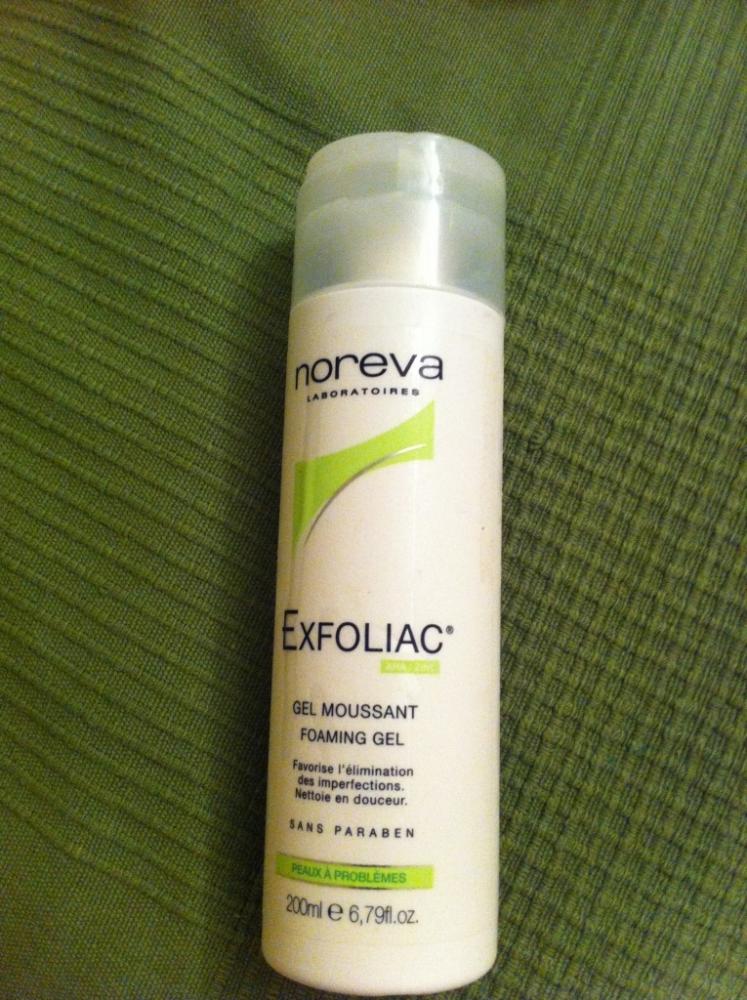 noreva
LABORATOIRES
EXFOLIAC®
AHA - ZINC
GEL MOUSSANT
FOAMING GEL
Favorise l'élimination
des imperfections.
Nettoie en douceur.
SANS PARABEN
PEAUX À PROBLÈMES
200ml e 6,79fl.oz.